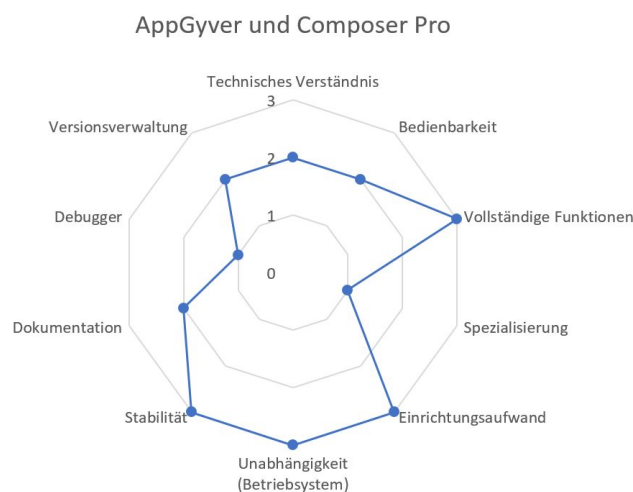 AppGyver und Composer Pro
Technisches Verständnis
3
Versionsverwaltung
Bedienbarkeit
2
Debugger
Vollständige Funktionen
1
0
Dokumentation
Spezialisierung
Stabilität
Einrichtungsaufwand
Unabhängigkeit
(Betriebsystem)